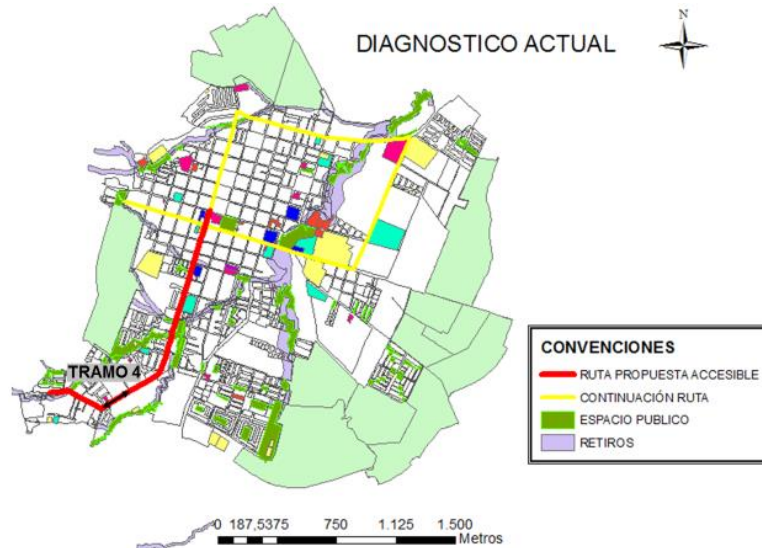 N
DIAGNOSTICO ACTUAL
TRAMO 4
CONVENCIONES
RUTA PROPUESTA ACCESIBLE
CONTINUACIÓN RUTA
ESPACIO PUBLICO
RETIROS
0 187,5375 750 1.125 1.500
Metros